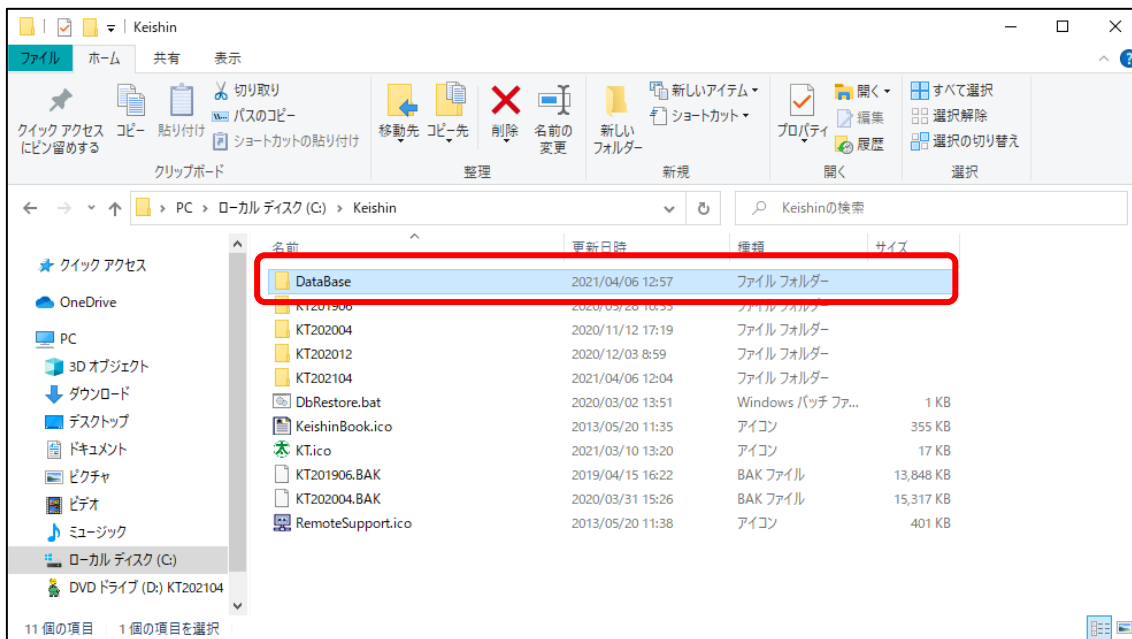 Keishin
ファイル ホーム 共有 表示
クイック アクセス
にピン留めする
コピー
貼り付け
切り取り
パスのコピー
ショートカットの貼り付け
クリップボード
移動先
コピー先
削除
名前の
変更
整理
新しい
フォルダー
新しいアイテム
ショートカット
新規
プロパティ
開く
編集
履歴
開く
すべて選択
選択解除
選択の切り替え
選択
PC › ローカル ディスク (C:) › Keishin
Keishinの検索
クイック アクセス
OneDrive
PC
3D オブジェクト
ダウンロード
デスクトップ
ドキュメント
ピクチャ
ビデオ
ミュージック
ローカル ディスク (C:)
DVD ドライブ (D:) KT202104
名前 更新日時 種類 サイズ
DataBase 2021/04/06 12:57 ファイル フォルダー
KT201906 2020/03/28 10:55 ファイル フォルダー
KT202004 2020/11/12 17:19 ファイル フォルダー
KT202012 2020/12/03 8:59 ファイル フォルダー
KT202104 2021/04/06 12:04 ファイル フォルダー
DbRestore.bat 2020/03/02 13:51 Windows バッチ ファ... 1 KB
KeishinBook.ico 2013/05/20 11:35 アイコン 355 KB
KT.ico 2021/03/10 13:20 アイコン 17 KB
KT201906.BAK 2019/04/15 16:22 BAK ファイル 13,848 KB
KT202004.BAK 2020/03/31 15:26 BAK ファイル 15,317 KB
RemoteSupport.ico 2013/05/20 11:38 アイコン 401 KB
11 個の項目 1 個の項目を選択